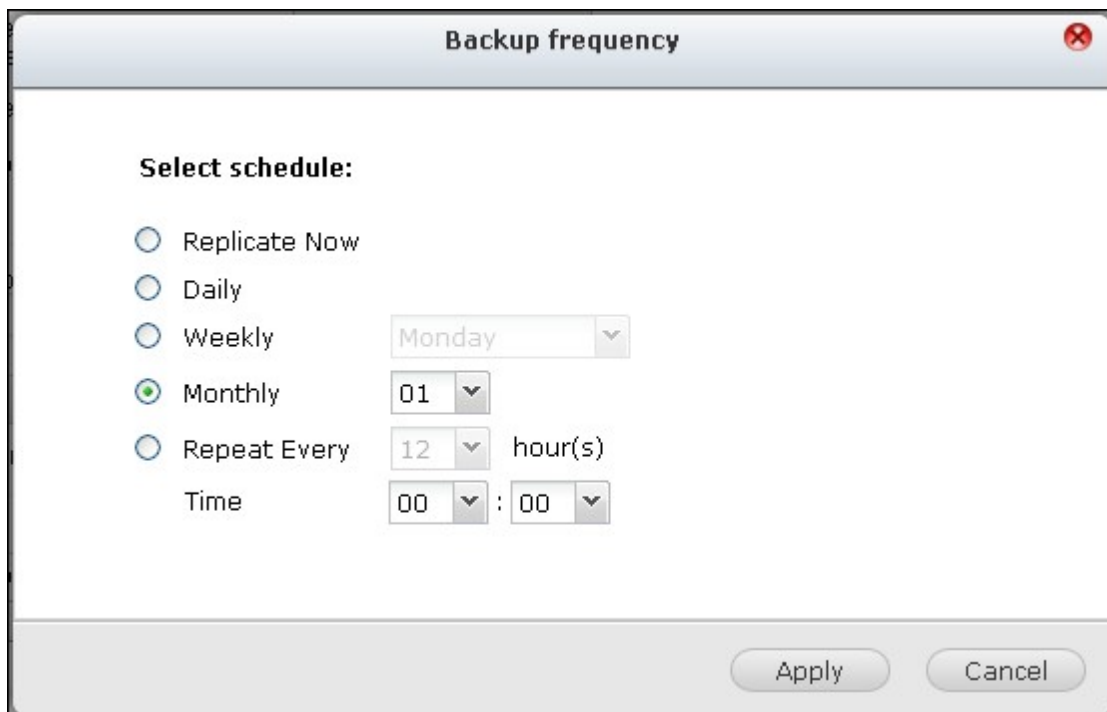 Backup frequency
Select schedule:
Replicate Now
Daily
Weekly Monday
Monthly 01
Repeat Every 12 hour(s)
Time 00 : 00
Apply Cancel